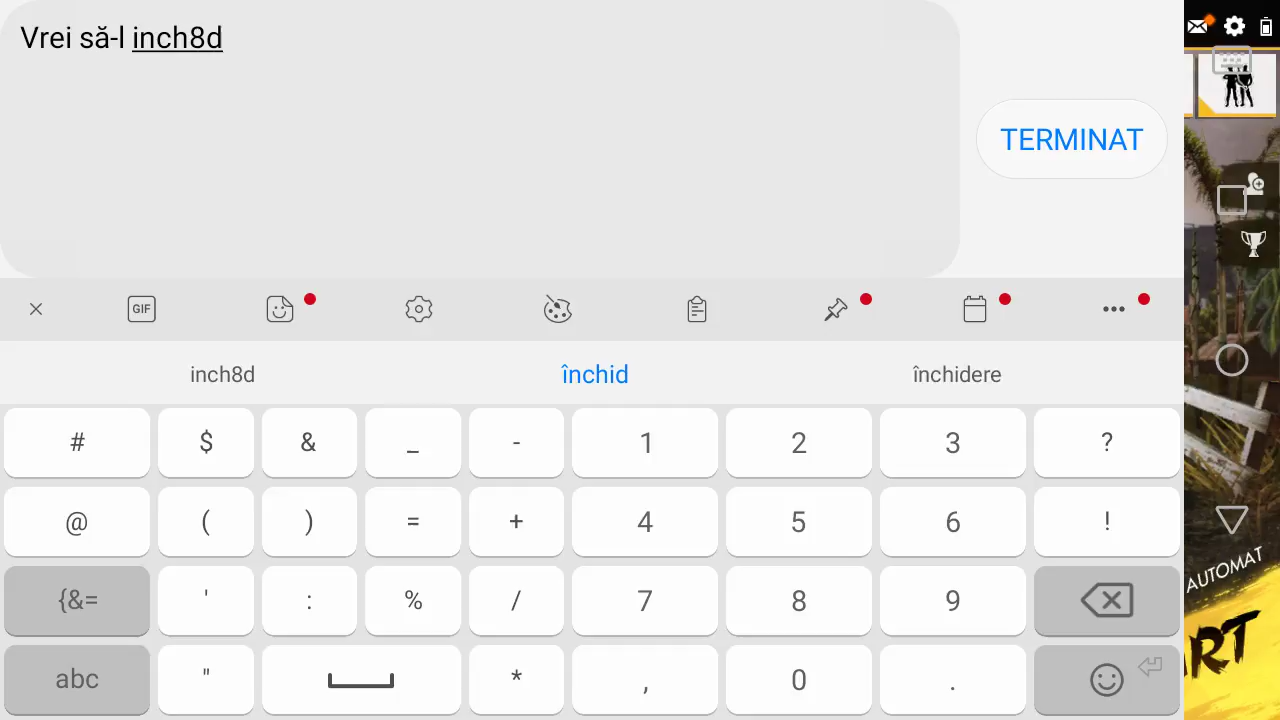 Vrei să-l inch8d
TERMINAT
GIF
inch8d închid închidere
# $ & _ - 1 2 3 ?
@ ( ) = + 4 5 6 !
{&= ' : % / 7 8 9
abc " * , 0 .
AUTOMAT
RT